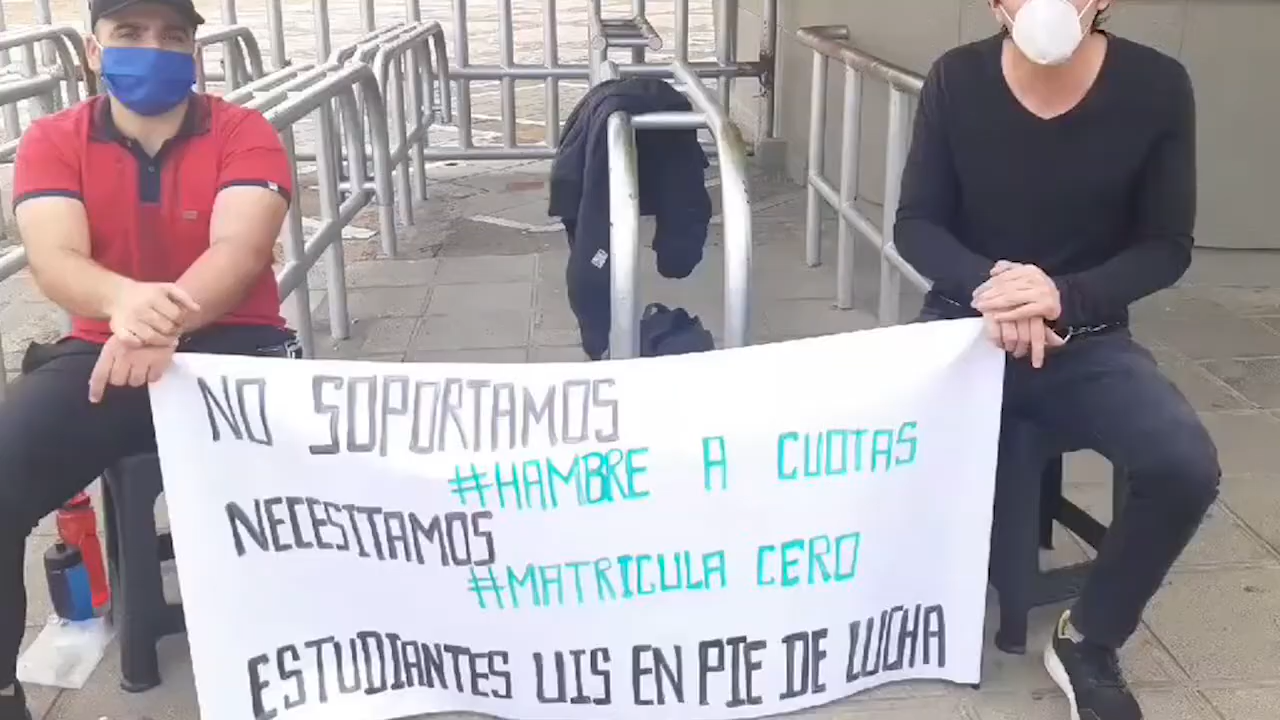 NO SOPORTAMOS
#HAMBRE A CUOTAS
NECESITAMOS
#MATRICULA CERO
ESTUDIANTES UIS EN PIE DE LUCHA